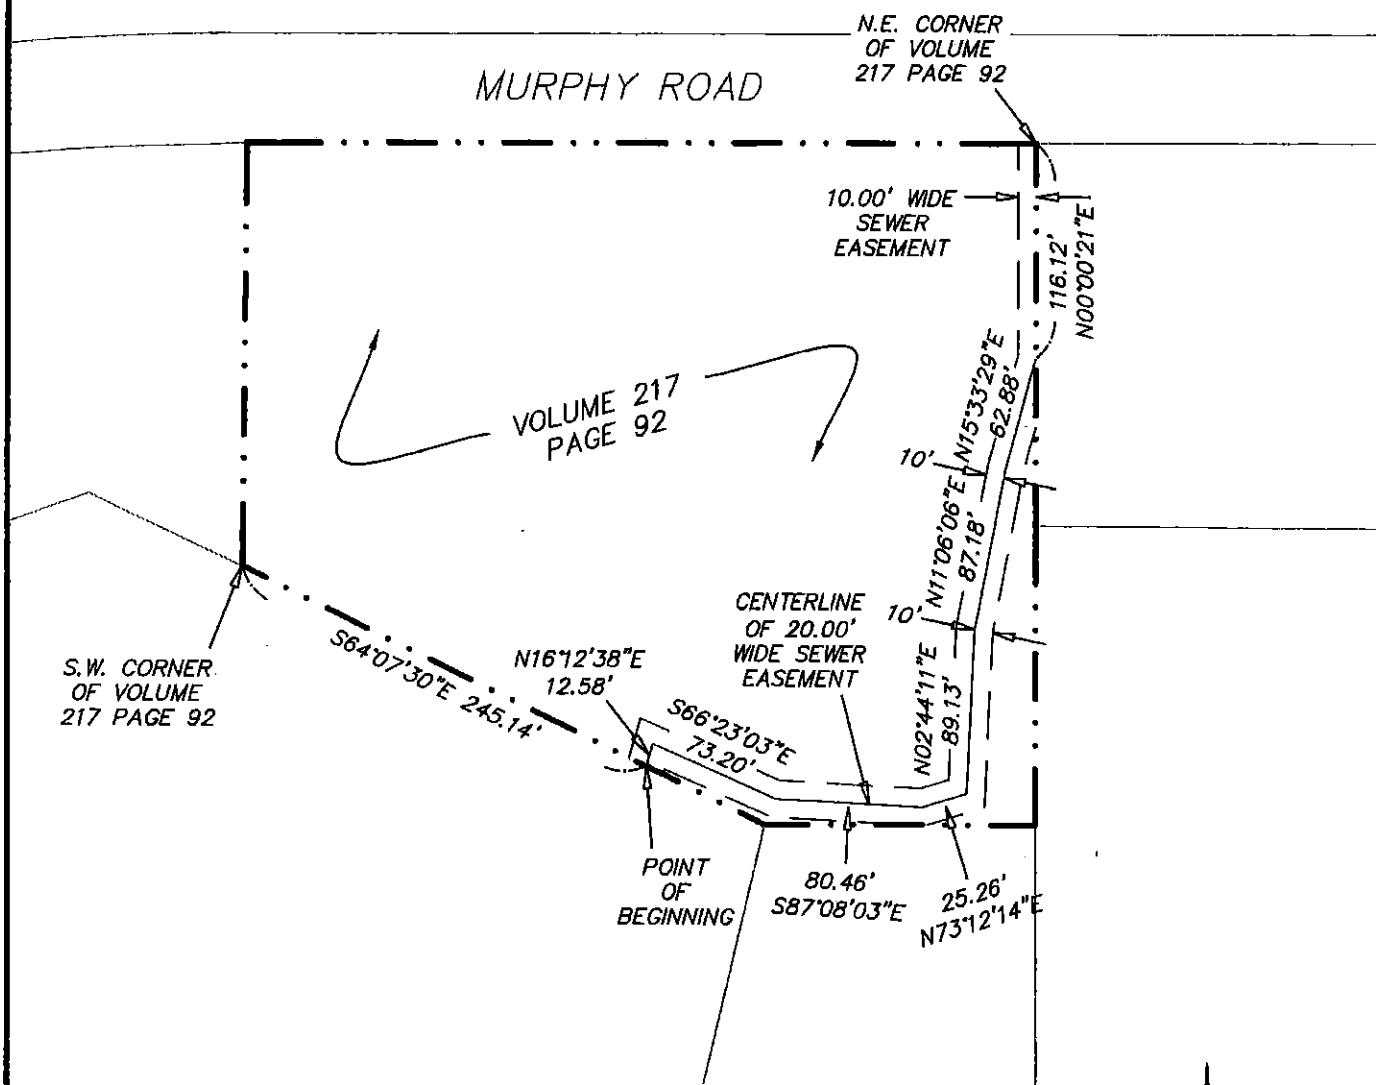 N.E. CORNER
OF VOLUME
217 PAGE 92
MURPHY ROAD
10.00' WIDE
SEWER
EASEMENT
116.12'
N00°00'21"E
N15°33'29"E
62.88'
VOLUME 217
PAGE 92
10'
N11°06'06"E
87.18'
CENTERLINE
OF 20.00'
WIDE SEWER
EASEMENT
10'
N02°44'11"E
89.13'
S.W. CORNER
OF VOLUME
217 PAGE 92
S64°07'30"E 245.14'
N16°12'38"E
12.58'
S66°23'03"E
73.20'
POINT
OF
BEGINNING
80.46'
S87°08'03"E
25.26'
N73°12'14"E